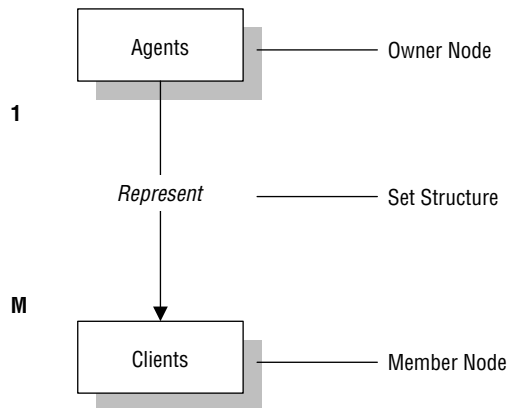 Agents
Owner Node
1
Represent
Set Structure
M
Clients
Member Node